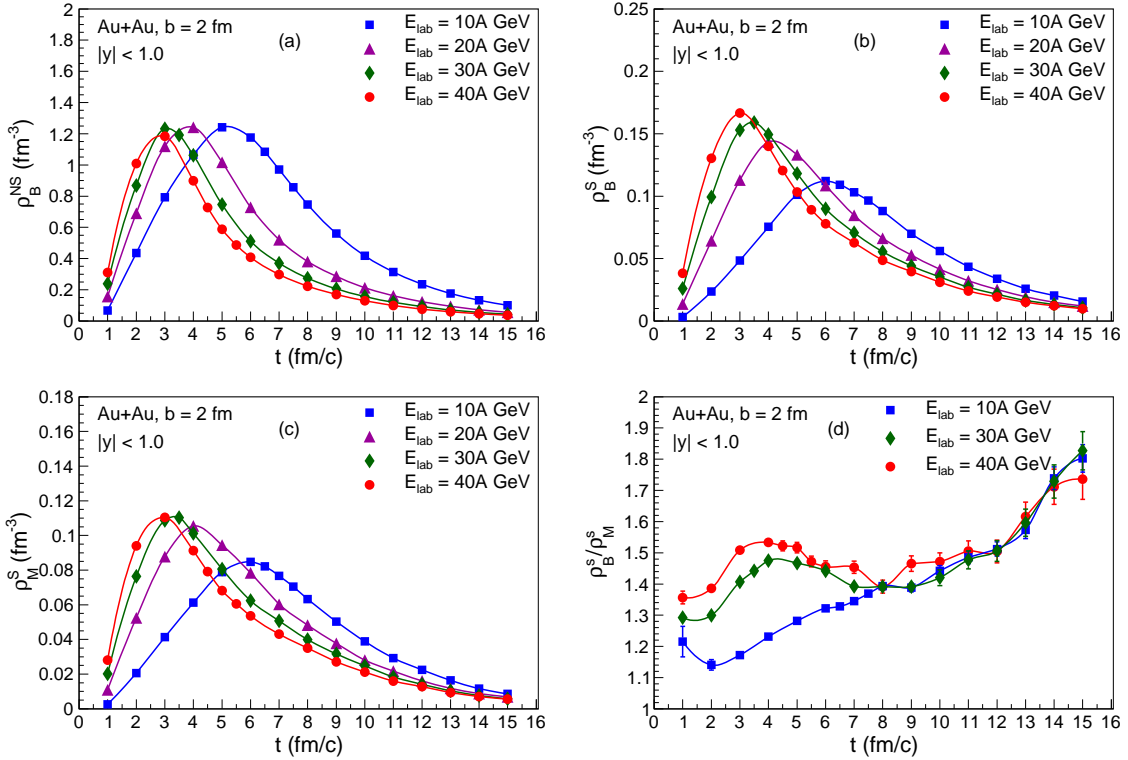 Au+Au, b = 2 fm
|y| < 1.0
(a)
E_lab = 10A GeV
E_lab = 20A GeV
E_lab = 30A GeV
E_lab = 40A GeV
ρ_B^NS (fm^-3)
2
1.8
1.6
1.4
1.2
1
0.8
0.6
0.4
0.2
0
0 1 2 3 4 5 6 7 8 9 10 11 12 13 14 15 16
t (fm/c)
Au+Au, b = 2 fm
|y| < 1.0
(b)
E_lab = 10A GeV
E_lab = 20A GeV
E_lab = 30A GeV
E_lab = 40A GeV
ρ_B^S (fm^-3)
0.25
0.2
0.15
0.1
0.05
0
0 1 2 3 4 5 6 7 8 9 10 11 12 13 14 15 16
t (fm/c)
Au+Au, b = 2 fm
|y| < 1.0
(c)
E_lab = 10A GeV
E_lab = 20A GeV
E_lab = 30A GeV
E_lab = 40A GeV
ρ_M^S (fm^-3)
0.18
0.16
0.14
0.12
0.1
0.08
0.06
0.04
0.02
0
0 1 2 3 4 5 6 7 8 9 10 11 12 13 14 15 16
t (fm/c)
Au+Au, b = 2 fm
|y| < 1.0
(d)
E_lab = 10A GeV
E_lab = 30A GeV
E_lab = 40A GeV
ρ_B^s/ρ_M^s
2
1.9
1.8
1.7
1.6
1.5
1.4
1.3
1.2
1.1
1
0 1 2 3 4 5 6 7 8 9 10 11 12 13 14 15 16
t (fm/c)